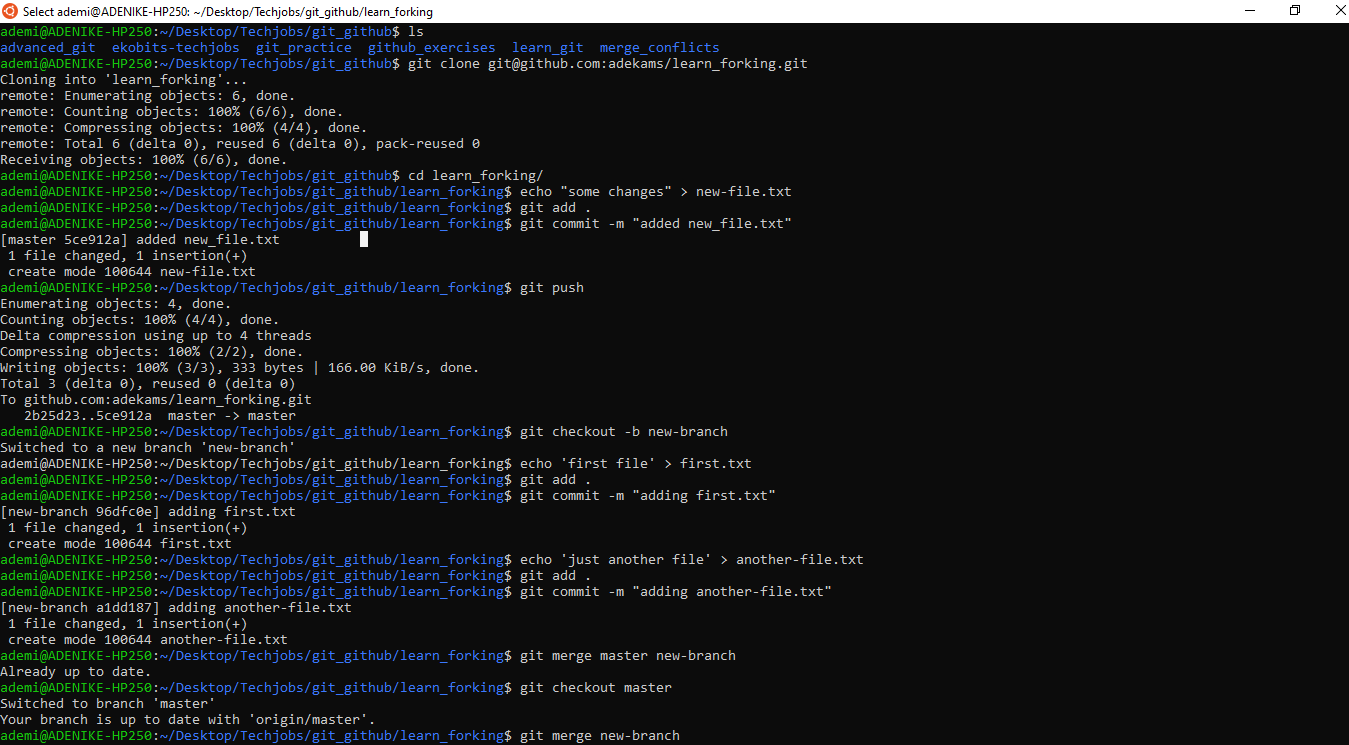 Select ademi@ADENIKE-HP250: ~/Desktop/Techjobs/git_github/learn_forking
ademi@ADENIKE-HP250:~/Desktop/Techjobs/git_github$ ls
advanced_git  ekobits-techjobs  git_practice  github_exercises  learn_git  merge_conflicts
ademi@ADENIKE-HP250:~/Desktop/Techjobs/git_github$ git clone git@github.com:adekams/learn_forking.git
Cloning into 'learn_forking'...
remote: Enumerating objects: 6, done.
remote: Counting objects: 100% (6/6), done.
remote: Compressing objects: 100% (4/4), done.
remote: Total 6 (delta 0), reused 6 (delta 0), pack-reused 0
Receiving objects: 100% (6/6), done.
ademi@ADENIKE-HP250:~/Desktop/Techjobs/git_github$ cd learn_forking/
ademi@ADENIKE-HP250:~/Desktop/Techjobs/git_github/learn_forking$ echo "some changes" > new-file.txt
ademi@ADENIKE-HP250:~/Desktop/Techjobs/git_github/learn_forking$ git add .
ademi@ADENIKE-HP250:~/Desktop/Techjobs/git_github/learn_forking$ git commit -m "added new_file.txt"
[master 5ce912a] added new_file.txt
 1 file changed, 1 insertion(+)
 create mode 100644 new-file.txt
ademi@ADENIKE-HP250:~/Desktop/Techjobs/git_github/learn_forking$ git push
Enumerating objects: 4, done.
Counting objects: 100% (4/4), done.
Delta compression using up to 4 threads
Compressing objects: 100% (2/2), done.
Writing objects: 100% (3/3), 333 bytes | 166.00 KiB/s, done.
Total 3 (delta 0), reused 0 (delta 0)
To github.com:adekams/learn_forking.git
   2b25d23..5ce912a  master -> master
ademi@ADENIKE-HP250:~/Desktop/Techjobs/git_github/learn_forking$ git checkout -b new-branch
Switched to a new branch 'new-branch'
ademi@ADENIKE-HP250:~/Desktop/Techjobs/git_github/learn_forking$ echo 'first file' > first.txt
ademi@ADENIKE-HP250:~/Desktop/Techjobs/git_github/learn_forking$ git add .
ademi@ADENIKE-HP250:~/Desktop/Techjobs/git_github/learn_forking$ git commit -m "adding first.txt"
[new-branch 96dfc0e] adding first.txt
 1 file changed, 1 insertion(+)
 create mode 100644 first.txt
ademi@ADENIKE-HP250:~/Desktop/Techjobs/git_github/learn_forking$ echo 'just another file' > another-file.txt
ademi@ADENIKE-HP250:~/Desktop/Techjobs/git_github/learn_forking$ git add .
ademi@ADENIKE-HP250:~/Desktop/Techjobs/git_github/learn_forking$ git commit -m "adding another-file.txt"
[new-branch a1dd187] adding another-file.txt
 1 file changed, 1 insertion(+)
 create mode 100644 another-file.txt
ademi@ADENIKE-HP250:~/Desktop/Techjobs/git_github/learn_forking$ git merge master new-branch
Already up to date.
ademi@ADENIKE-HP250:~/Desktop/Techjobs/git_github/learn_forking$ git checkout master
Switched to branch 'master'
Your branch is up to date with 'origin/master'.
ademi@ADENIKE-HP250:~/Desktop/Techjobs/git_github/learn_forking$ git merge new-branch